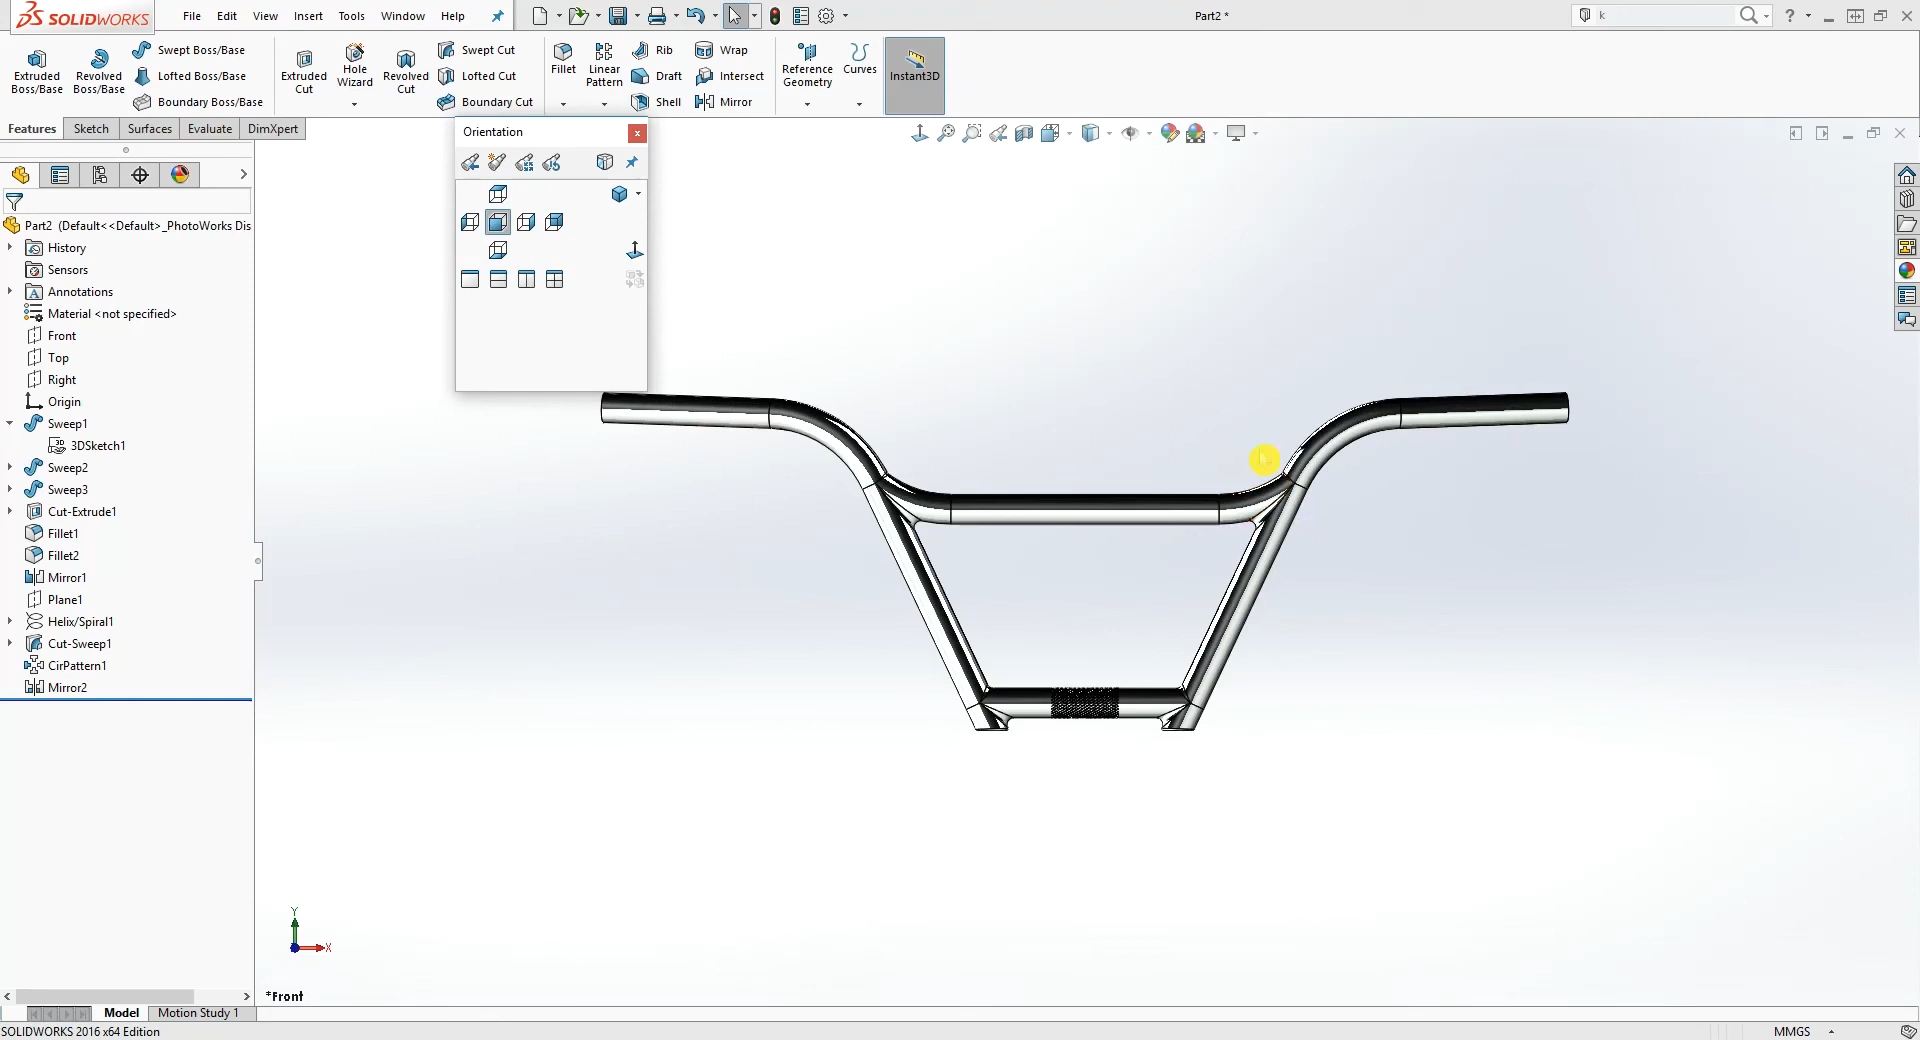 SOLIDWORKS File Edit View Insert Tools Window Help
Part2 *
k
?
Extruded Boss/Base
Revolved Boss/Base
Swept Boss/Base
Lofted Boss/Base
Boundary Boss/Base
Extruded Cut
Hole Wizard
Revolved Cut
Swept Cut
Lofted Cut
Boundary Cut
Fillet
Linear Pattern
Rib
Draft
Shell
Wrap
Intersect
Mirror
Reference Geometry
Curves
Instant3D
Features Sketch Surfaces Evaluate DimXpert
Orientation
x
Part2 (Default<<Default>_PhotoWorks Dis
History
Sensors
A Annotations
Material <not specified>
Front
Top
Right
Origin
Sweep1
3D 3DSketch1
Sweep2
Sweep3
Cut-Extrude1
Fillet1
Fillet2
Mirror1
Plane1
Helix/Spiral1
Cut-Sweep1
CirPattern1
Mirror2
Y
X
*Front
Model Motion Study 1
SOLIDWORKS 2016 x64 Edition
MMGS